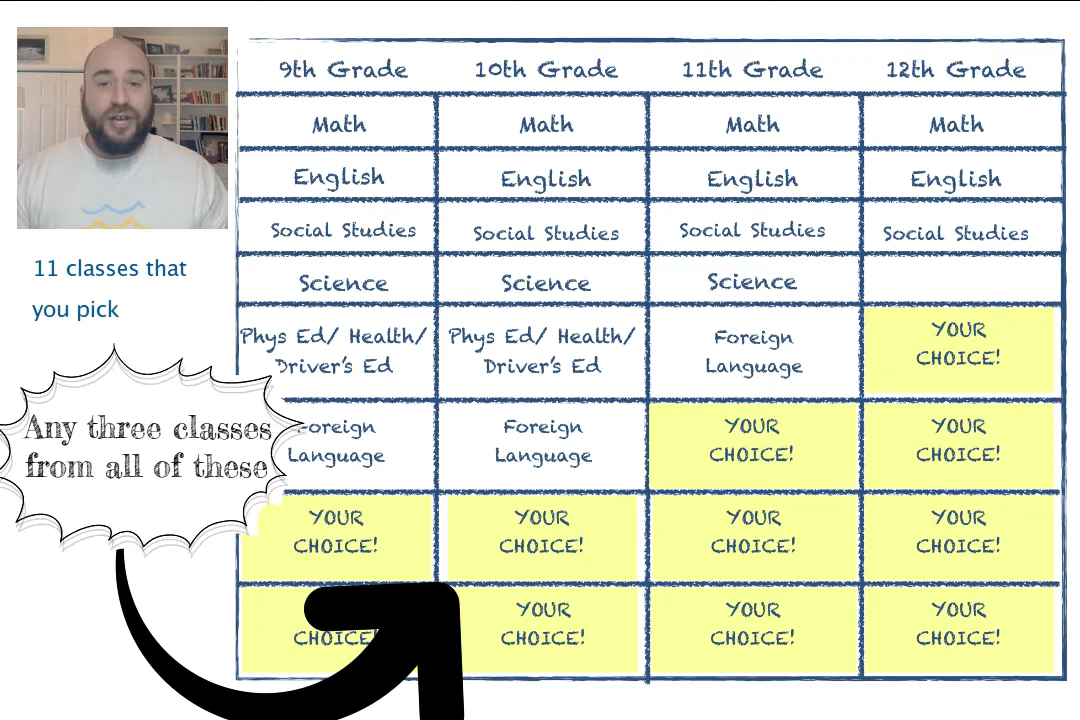 9th Grade 10th Grade 11th Grade 12th Grade
Math Math Math Math
English English English English
Social Studies Social Studies Social Studies Social Studies
Science Science Science
11 classes that
you pick
Phys Ed/ Health/ Phys Ed/ Health/ Foreign YOUR
Driver's Ed Driver's Ed Language CHOICE!
Any three classes
from all of these
Foreign Foreign YOUR YOUR
Language Language CHOICE! CHOICE!
YOUR YOUR YOUR YOUR
CHOICE! CHOICE! CHOICE! CHOICE!
YOUR YOUR YOUR
CHOICE! CHOICE! CHOICE! CHOICE!